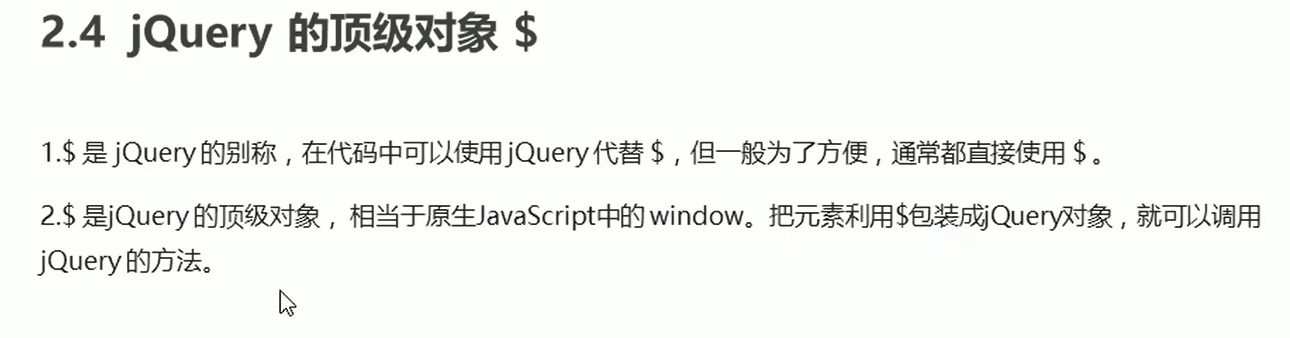 2.4 jQuery 的顶级对象 $
1.$ 是 jQuery 的别称，在代码中可以使用 jQuery 代替 $，但一般为了方便，通常都直接使用 $ 。
2.$ 是jQuery 的顶级对象， 相当于原生JavaScript中的 window。把元素利用$包装成jQuery对象，就可以调用
jQuery 的方法。